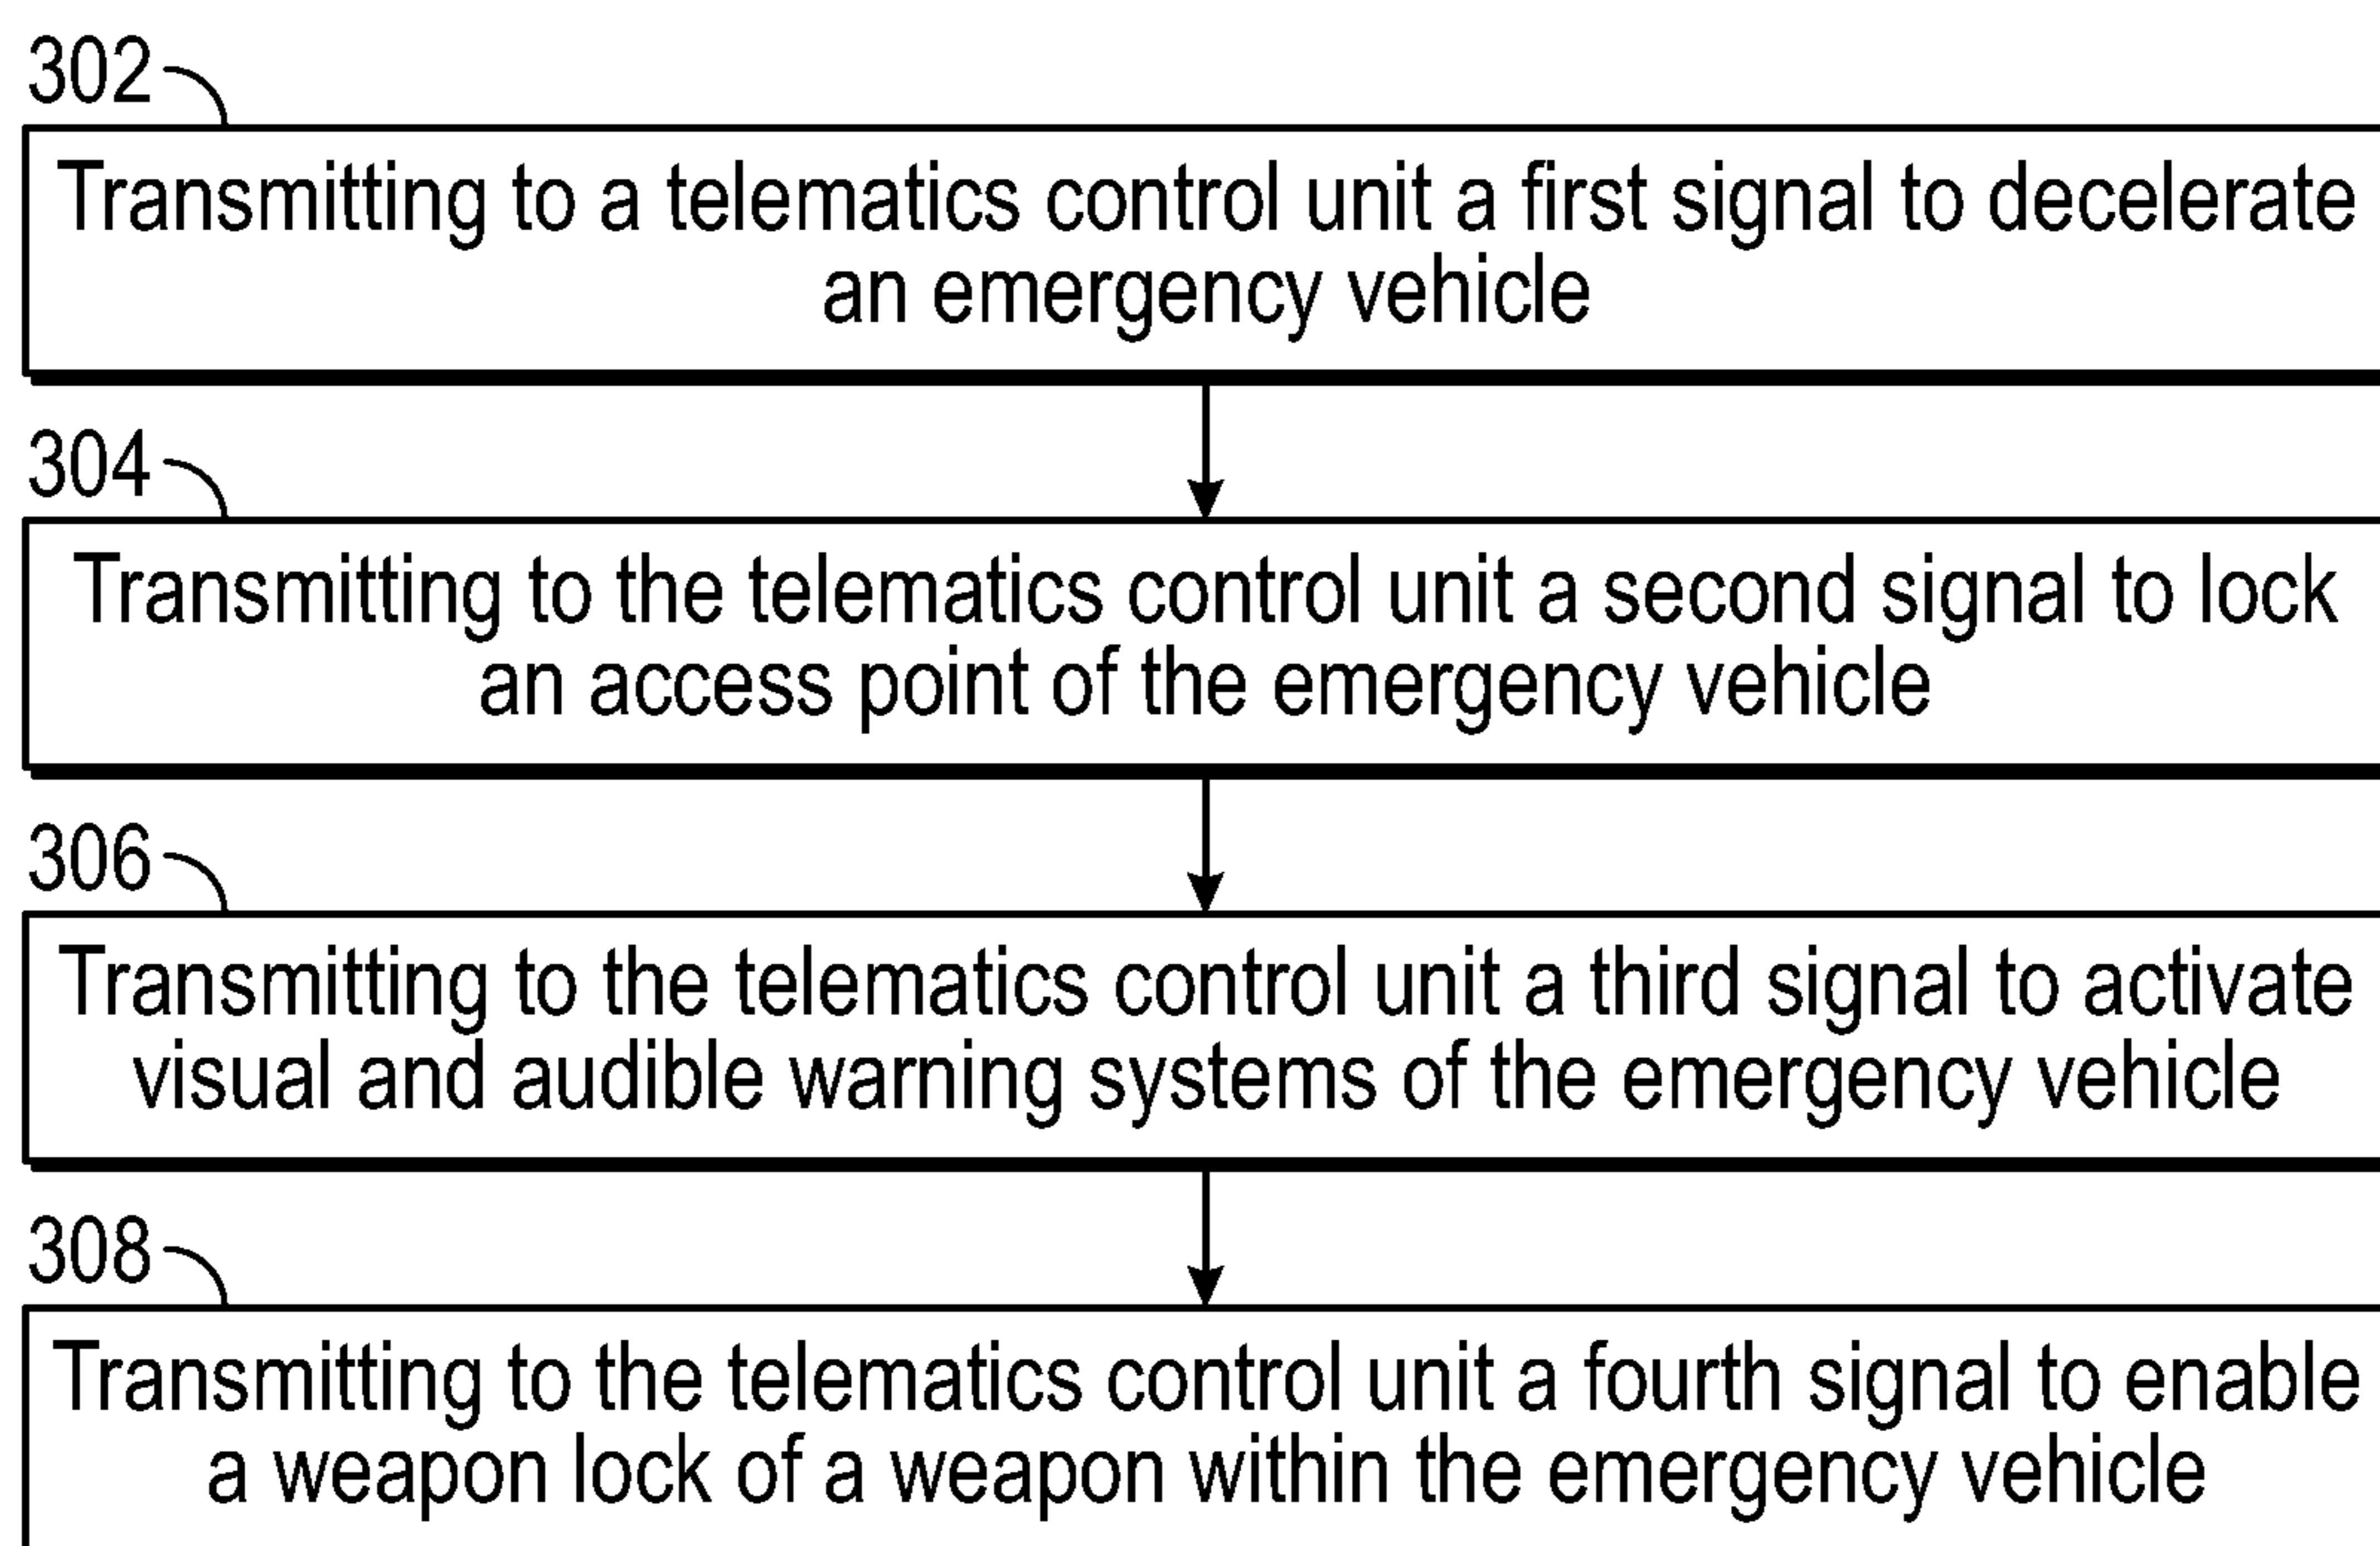 302
Transmitting to a telematics control unit a first signal to decelerate
an emergency vehicle
304
Transmitting to the telematics control unit a second signal to lock
an access point of the emergency vehicle
306
Transmitting to the telematics control unit a third signal to activate
visual and audible warning systems of the emergency vehicle
308
Transmitting to the telematics control unit a fourth signal to enable
a weapon lock of a weapon within the emergency vehicle